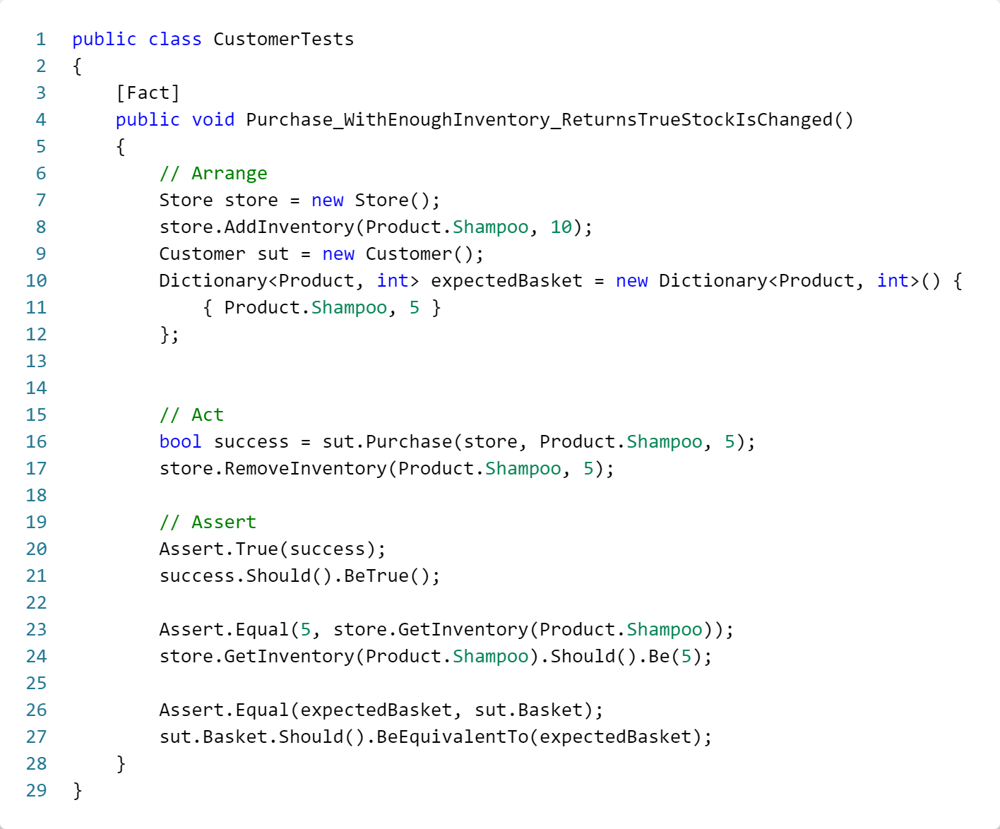 1 public class CustomerTests
2 {
3     [Fact]
4     public void Purchase_WithEnoughInventory_ReturnsTrueStockIsChanged()
5     {
6         // Arrange
7         Store store = new Store();
8         store.AddInventory(Product.Shampoo, 10);
9         Customer sut = new Customer();
10         Dictionary<Product, int> expectedBasket = new Dictionary<Product, int>() {
11             { Product.Shampoo, 5 }
12         };
13
14
15         // Act
16         bool success = sut.Purchase(store, Product.Shampoo, 5);
17         store.RemoveInventory(Product.Shampoo, 5);
18
19         // Assert
20         Assert.True(success);
21         success.Should().BeTrue();
22
23         Assert.Equal(5, store.GetInventory(Product.Shampoo));
24         store.GetInventory(Product.Shampoo).Should().Be(5);
25
26         Assert.Equal(expectedBasket, sut.Basket);
27         sut.Basket.Should().BeEquivalentTo(expectedBasket);
28     }
29 }